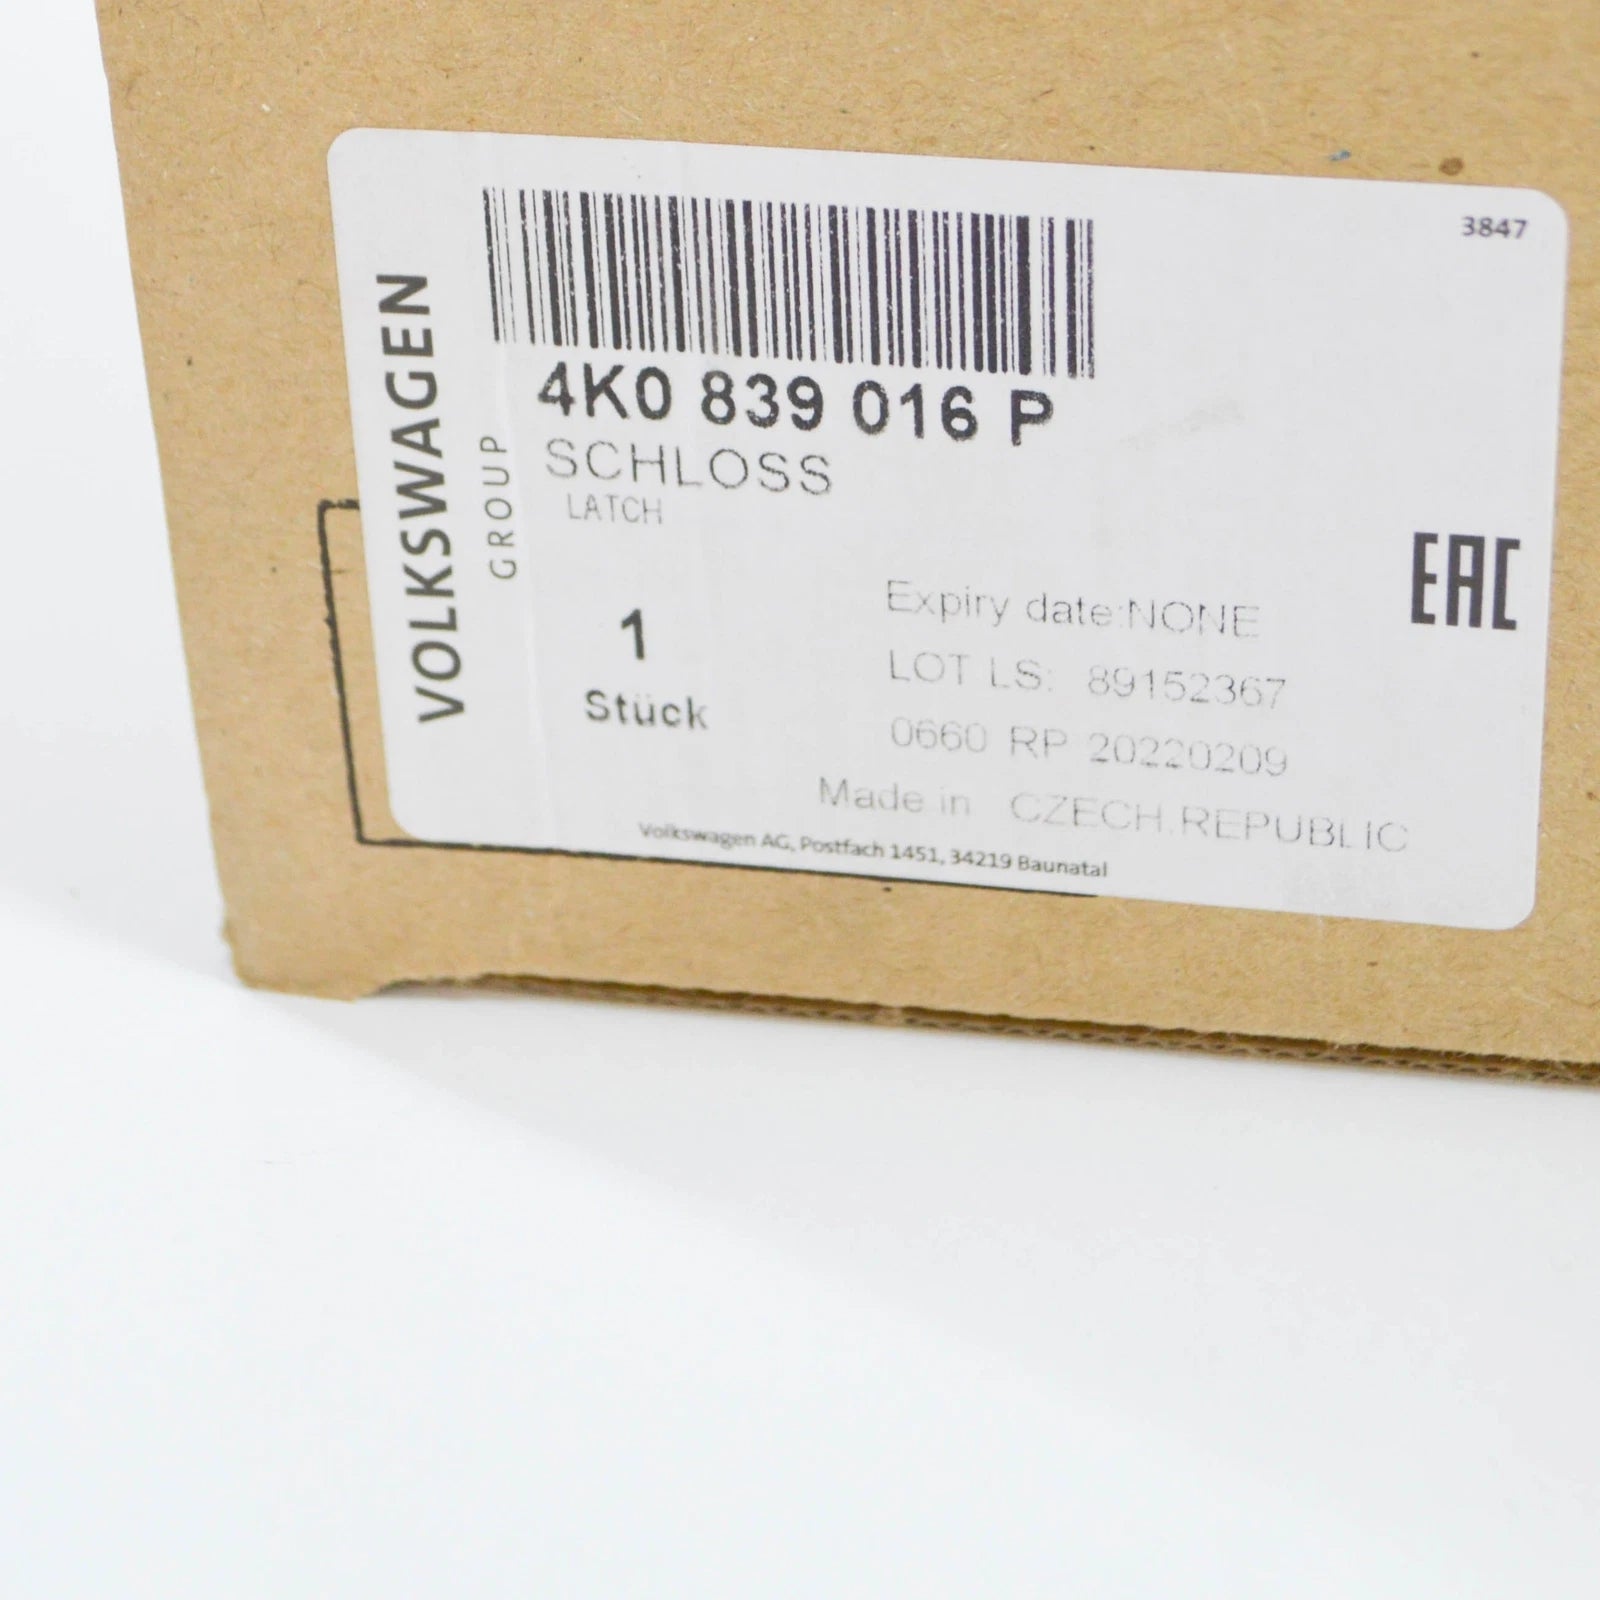 3847
VOLKSWAGEN
GROUP
4K0 839 016 P
SCHLOSS
LATCH
1
Stück
Expiry date:NONE
LOT LS: 89152367
0660 RP 20220209
Made in CZECH.REPUBLIC
Volkswagen AG, Postfach 1451, 34219 Baunatal
EAC